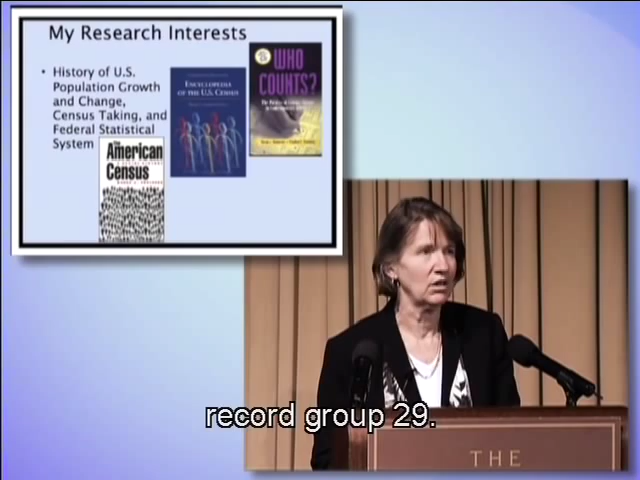 My Research Interests
• History of U.S.
Population Growth
and Change,
Census Taking, and
Federal Statistical
System
ENCYCLOPEDIA
OF THE U.S. CENSUS
WHO
COUNTS?
The
American
Census
record group 29.
THE